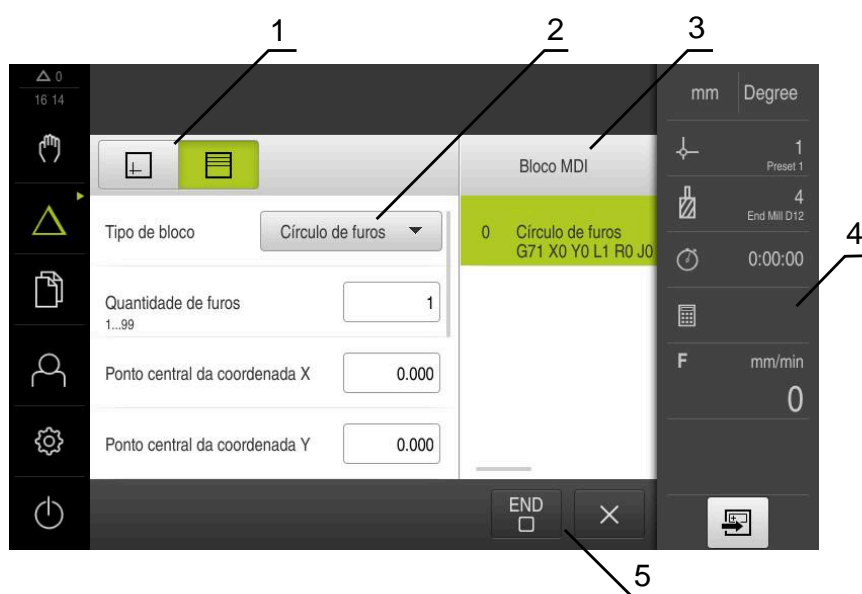 1
2
3
△ 0
16 14
mm Degree
1
Preset 1
Bloco MDI
4
End Mill D12
Tipo de bloco
Círculo de furos
0 Círculo de furos
G71 X0 Y0 L1 R0 J0
4
0:00:00
Quantidade de furos
1...99
1
F mm/min
0
Ponto central da coordenada X
0.000
Ponto central da coordenada Y
0.000
END
5